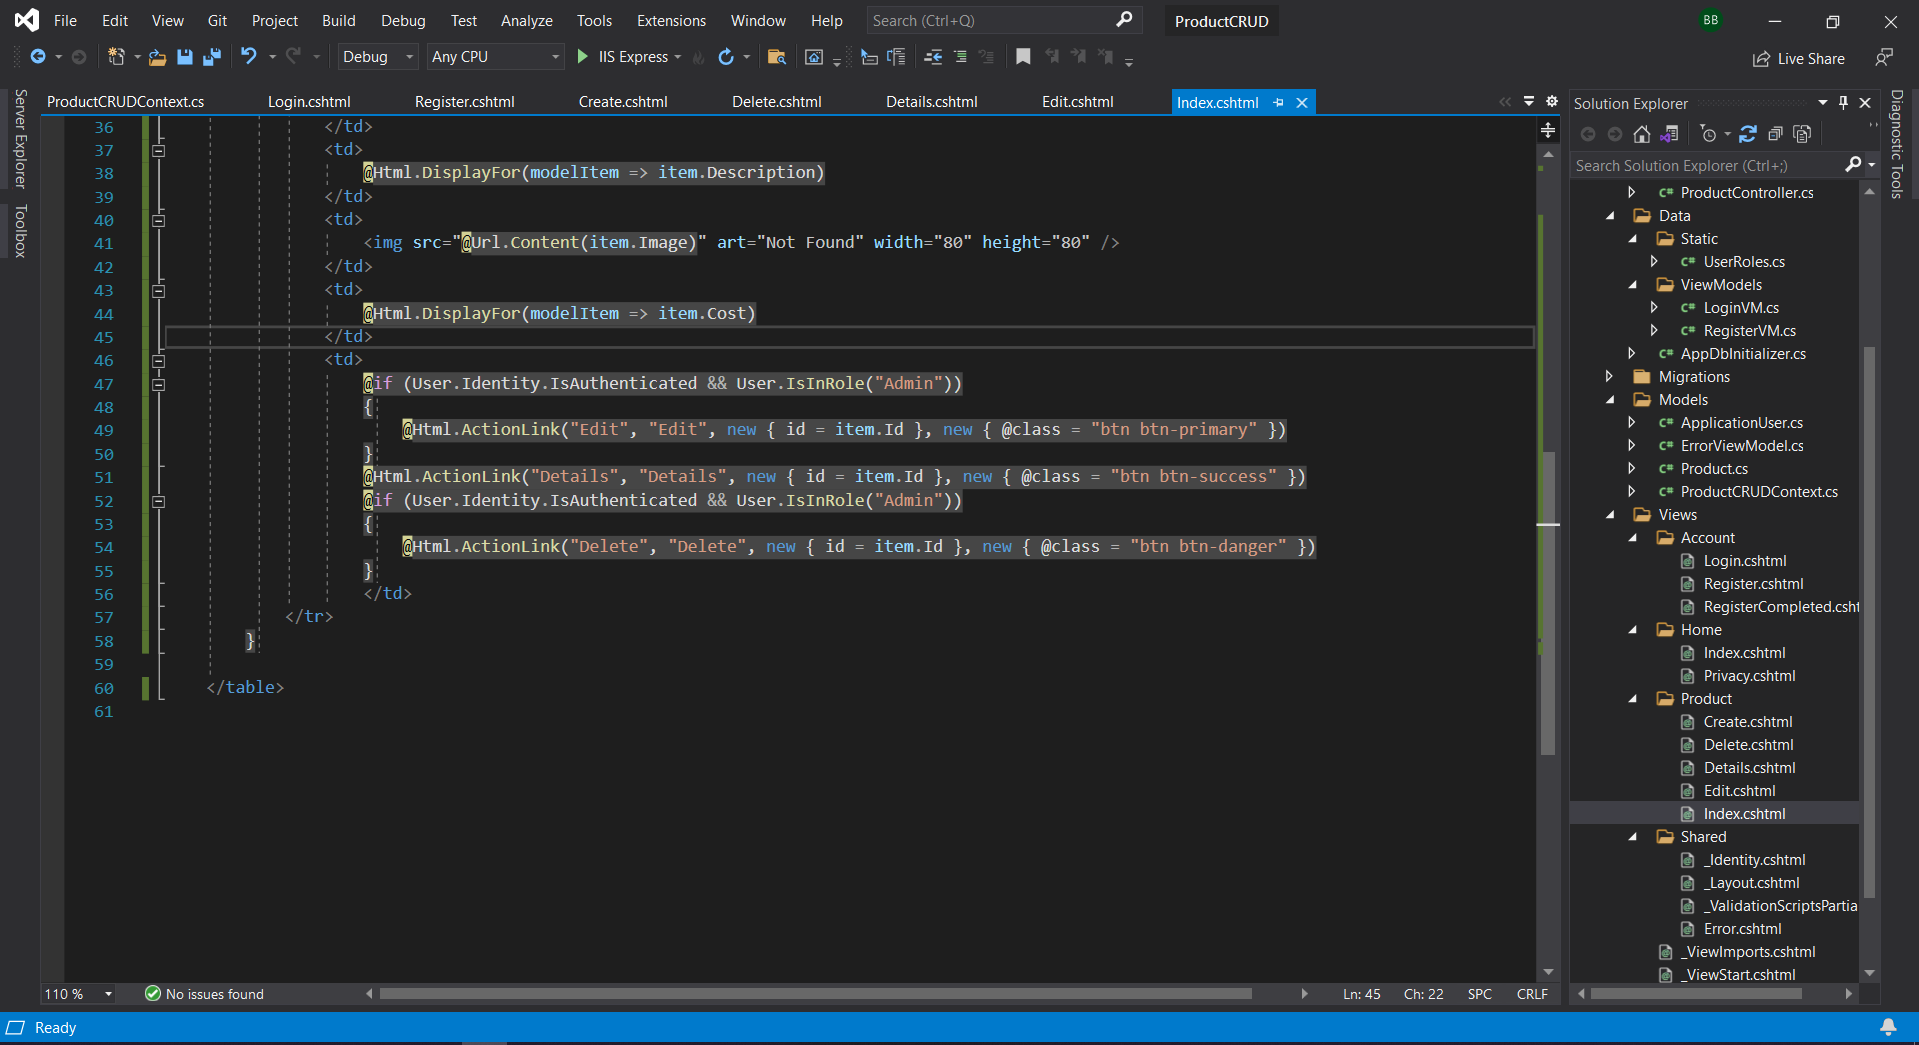 File Edit View Git Project Build Debug Test Analyze Tools Extensions Window Help Search (Ctrl+Q) ProductCRUD BB
Debug Any CPU IIS Express Live Share
Server Explorer
Toolbox
ProductCRUDContext.cs Login.cshtml Register.cshtml Create.cshtml Delete.cshtml Details.cshtml Edit.cshtml Index.cshtml
36 </td>
37 <td>
38 @Html.DisplayFor(modelItem => item.Description)
39 </td>
40 <td>
41 <img src="@Url.Content(item.Image)" art="Not Found" width="80" height="80" />
42 </td>
43 <td>
44 @Html.DisplayFor(modelItem => item.Cost)
45 </td>
46 <td>
47 @if (User.Identity.IsAuthenticated && User.IsInRole("Admin"))
48 {
49 @Html.ActionLink("Edit", "Edit", new { id = item.Id }, new { @class = "btn btn-primary" })
50 }
51 @Html.ActionLink("Details", "Details", new { id = item.Id }, new { @class = "btn btn-success" })
52 @if (User.Identity.IsAuthenticated && User.IsInRole("Admin"))
53 {
54 @Html.ActionLink("Delete", "Delete", new { id = item.Id }, new { @class = "btn btn-danger" })
55 }
56 </td>
57 </tr>
58 }
59
60 </table>
61
110 % No issues found Ln: 45 Ch: 22 SPC CRLF
Solution Explorer
Search Solution Explorer (Ctrl+;)
C# ProductController.cs
Data
Static
C# UserRoles.cs
ViewModels
C# LoginVM.cs
C# RegisterVM.cs
C# AppDbInitializer.cs
Migrations
Models
C# ApplicationUser.cs
C# ErrorViewModel.cs
C# Product.cs
C# ProductCRUDContext.cs
Views
Account
Login.cshtml
Register.cshtml
RegisterCompleted.csht
Home
Index.cshtml
Privacy.cshtml
Product
Create.cshtml
Delete.cshtml
Details.cshtml
Edit.cshtml
Index.cshtml
Shared
_Identity.cshtml
_Layout.cshtml
_ValidationScriptsPartia
Error.cshtml
_ViewImports.cshtml
_ViewStart.cshtml
Diagnostic Tools
Ready